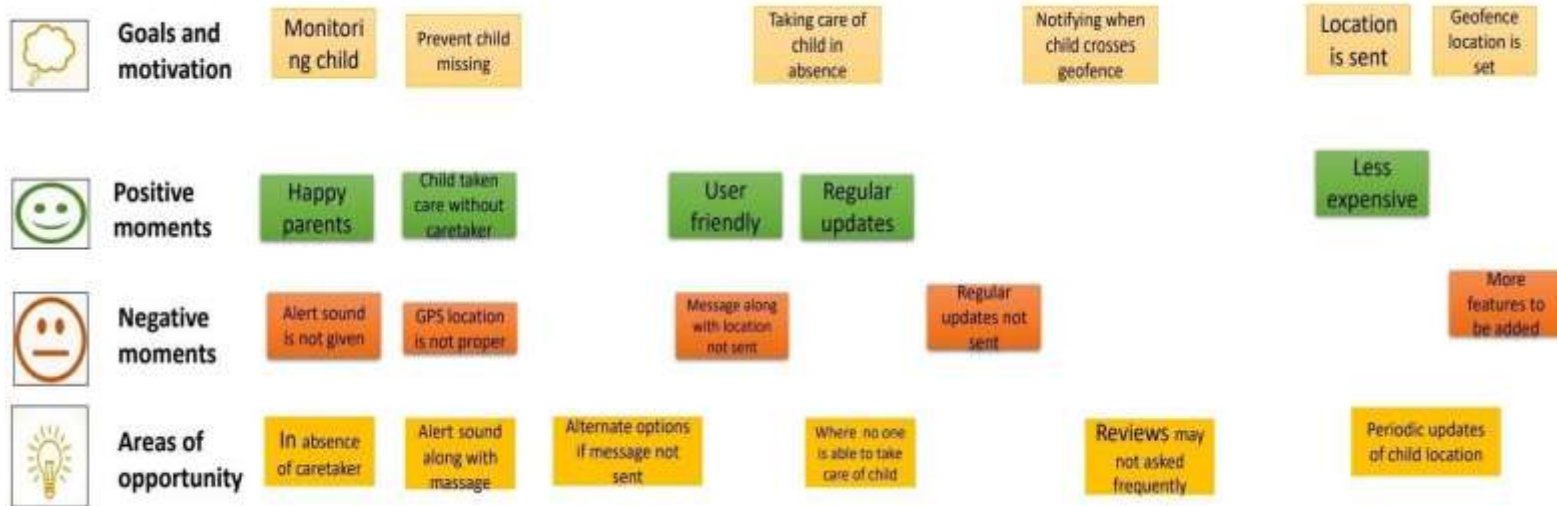 Goals and
motivation
Monitori
ng child
Prevent child
missing
Taking care of
child in
absence
Notifying when
child crosses
geofence
Location
is sent
Geofence
location is
set
Positive
moments
Happy
parents
Child taken
care without
caretaker
User
friendly
Regular
updates
Less
expensive
Negative
moments
Alert sound
is not given
GPS location
is not proper
Message along
with location
not sent
Regular
updates not
sent
More
features to
be added
Areas of
opportunity
In absence
of caretaker
Alert sound
along with
massage
Alternate options
if message not
sent
Where no one
is able to take
care of child
Reviews may
not asked
frequently
Periodic updates
of child location